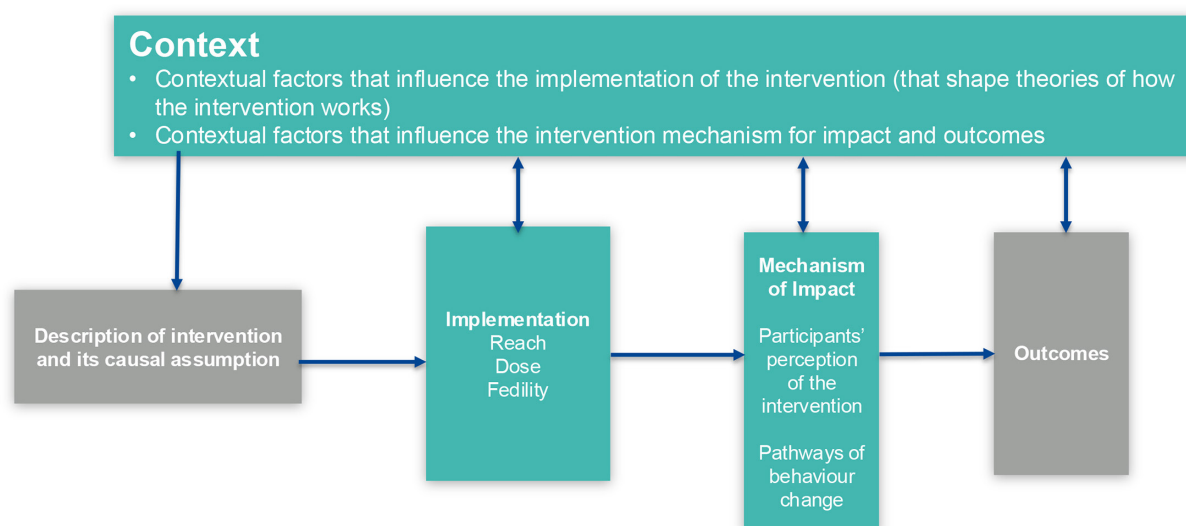 Context
• Contextual factors that influence the implementation of the intervention (that shape theories of how
the intervention works)
• Contextual factors that influence the intervention mechanism for impact and outcomes
Description of intervention
and its causal assumption
Implementation
Reach
Dose
Fedility
Mechanism
of Impact
Participants’
perception
of the
intervention
Pathways of
behaviour
change
Outcomes